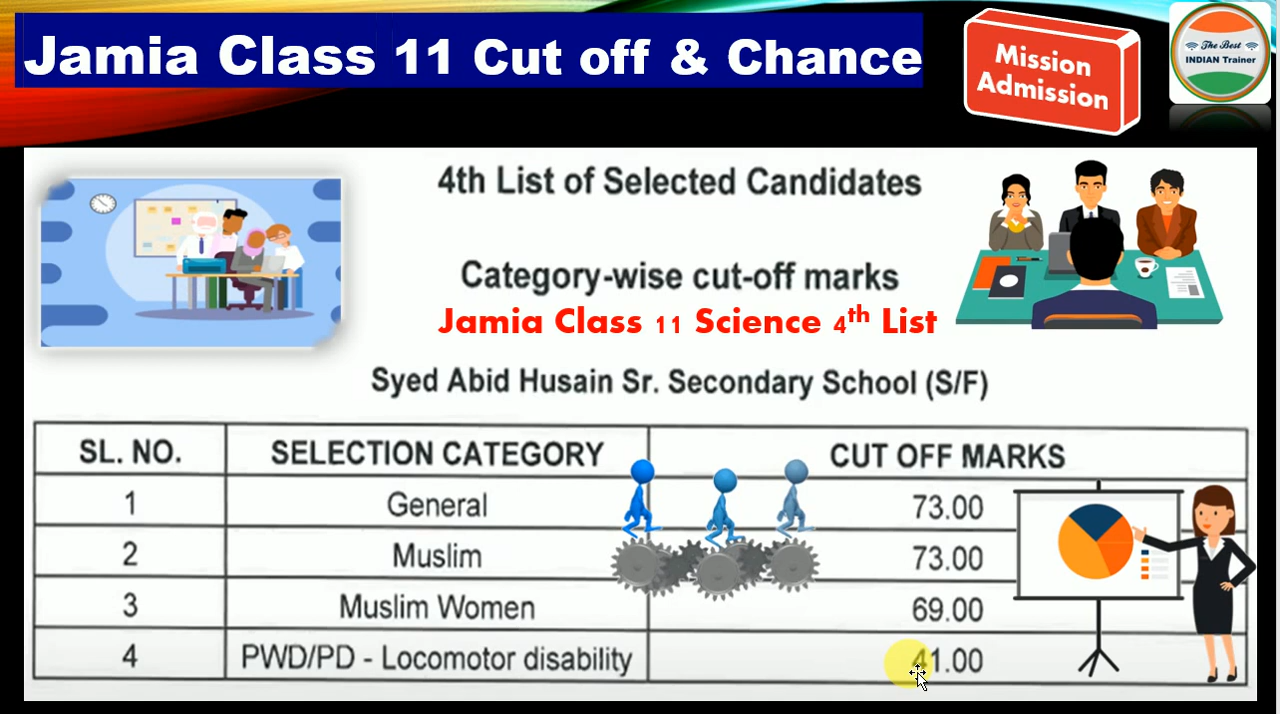 Jamia Class 11 Cut off & Chance
Mission
Admission
The Best
INDIAN Trainer
4th List of Selected Candidates
Category-wise cut-off marks
Jamia Class 11 Science 4th List
Syed Abid Husain Sr. Secondary School (S/F)
SL. NO. SELECTION CATEGORY CUT OFF MARKS
1 General 73.00
2 Muslim 73.00
3 Muslim Women 69.00
4 PWD/PD - Locomotor disability 41.00